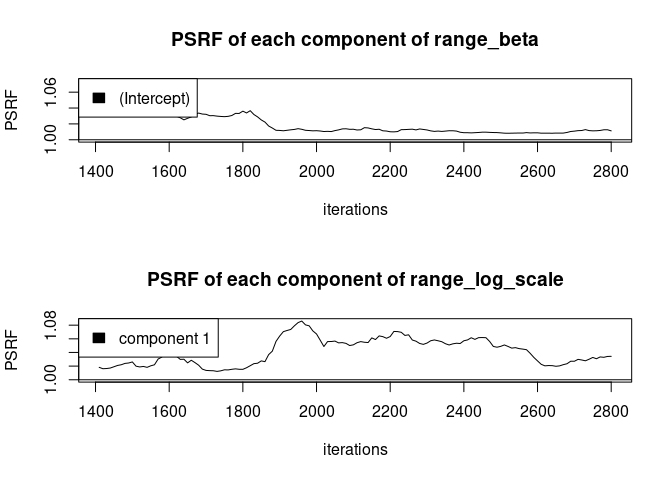 PSRF of each component of range_beta
PSRF
1.06
1.00
(Intercept)
1400 1600 1800 2000 2200 2400 2600 2800
iterations
PSRF of each component of range_log_scale
PSRF
1.08
1.00
component 1
1400 1600 1800 2000 2200 2400 2600 2800
iterations